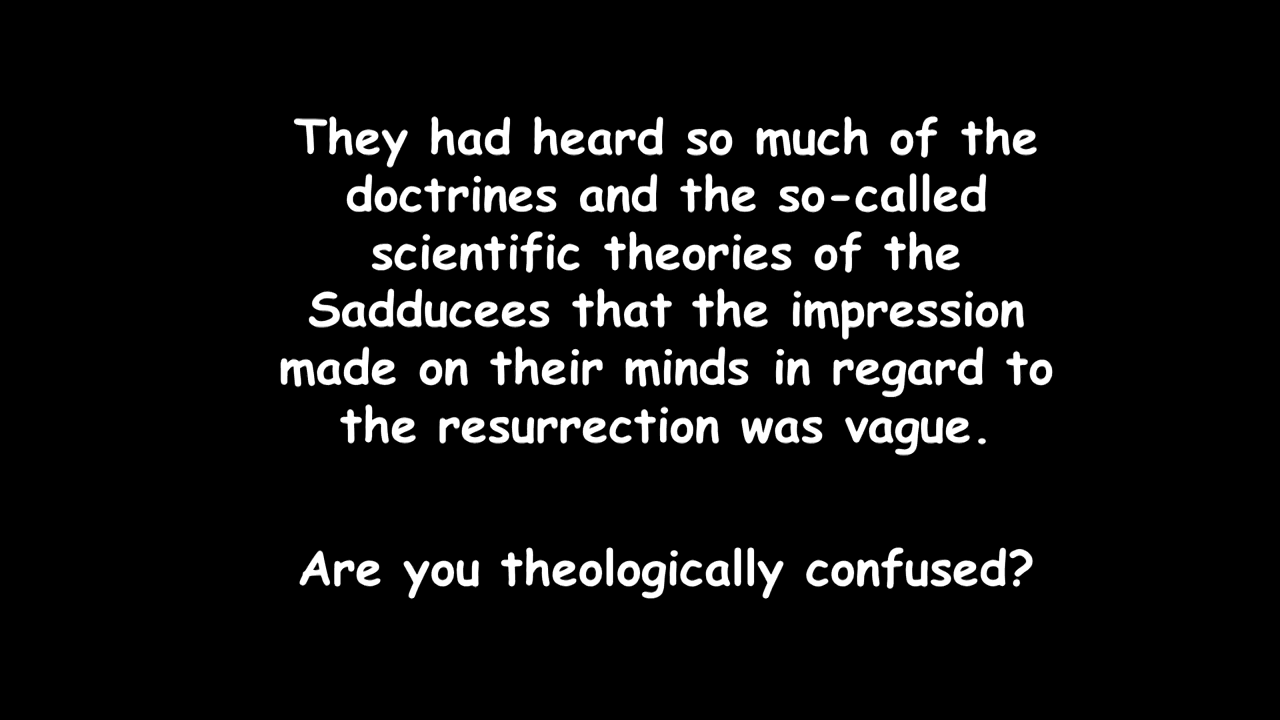 They had heard so much of the
doctrines and the so-called
scientific theories of the
Sadducees that the impression
made on their minds in regard to
the resurrection was vague.
Are you theologically confused?